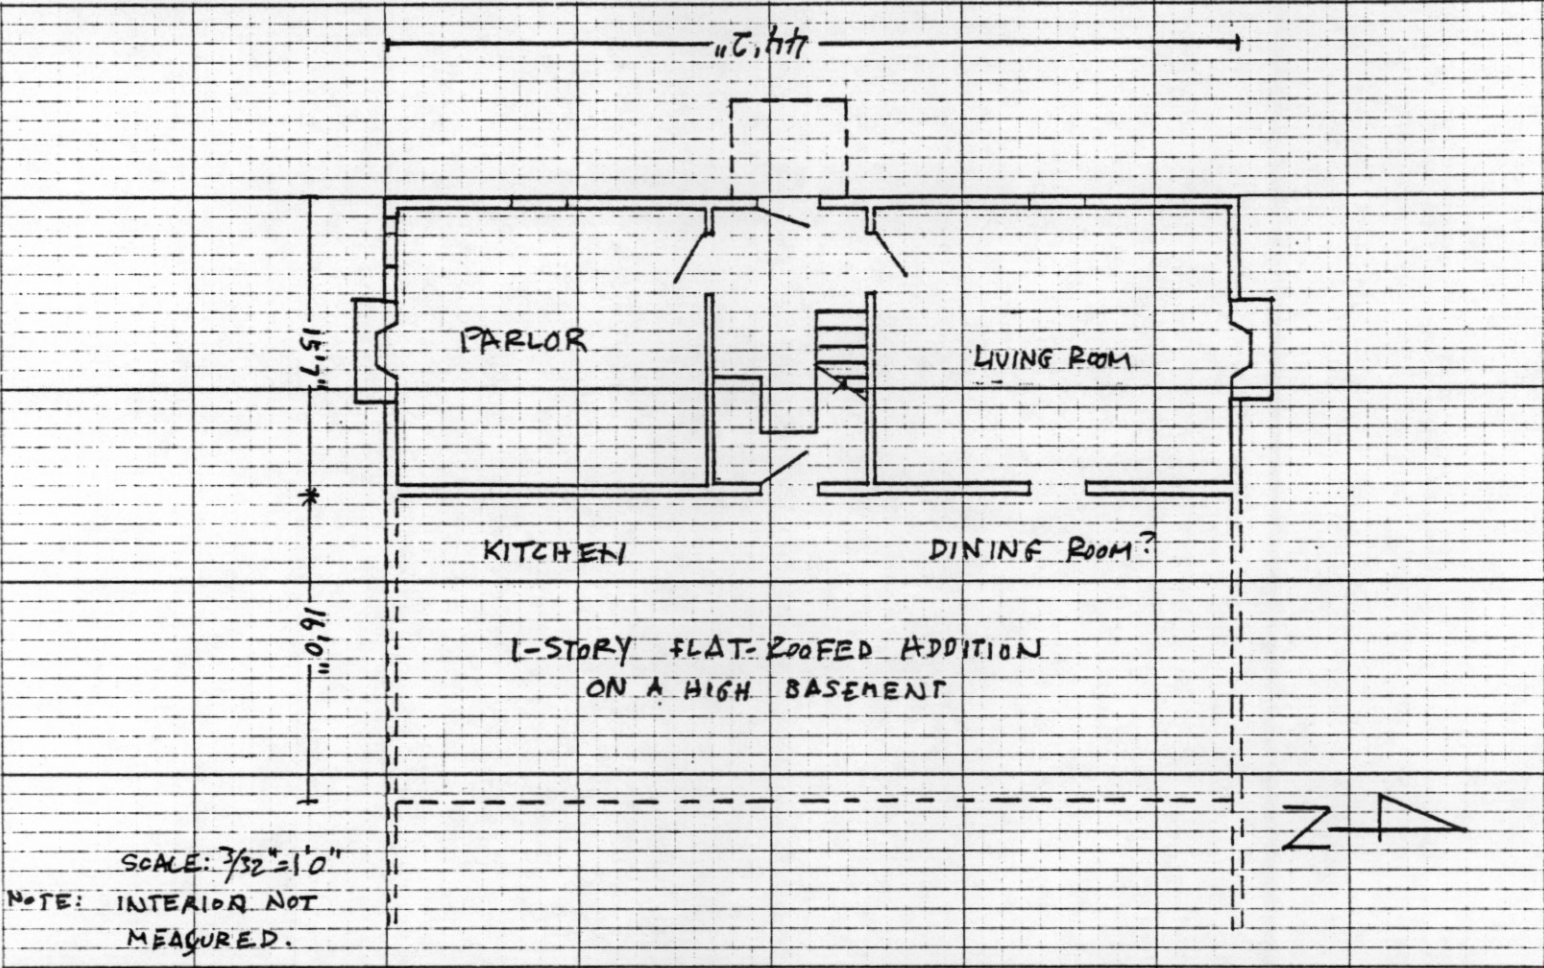 44'2"
15'7"
PARLOR
LIVING ROOM
KITCHEN
DINING ROOM?
16'0"
1-STORY FLAT-ROOFED ADDITION
ON A HIGH BASEMENT
N
SCALE: 3/32"=1'0"
NOTE: INTERIOR NOT
MEASURED.